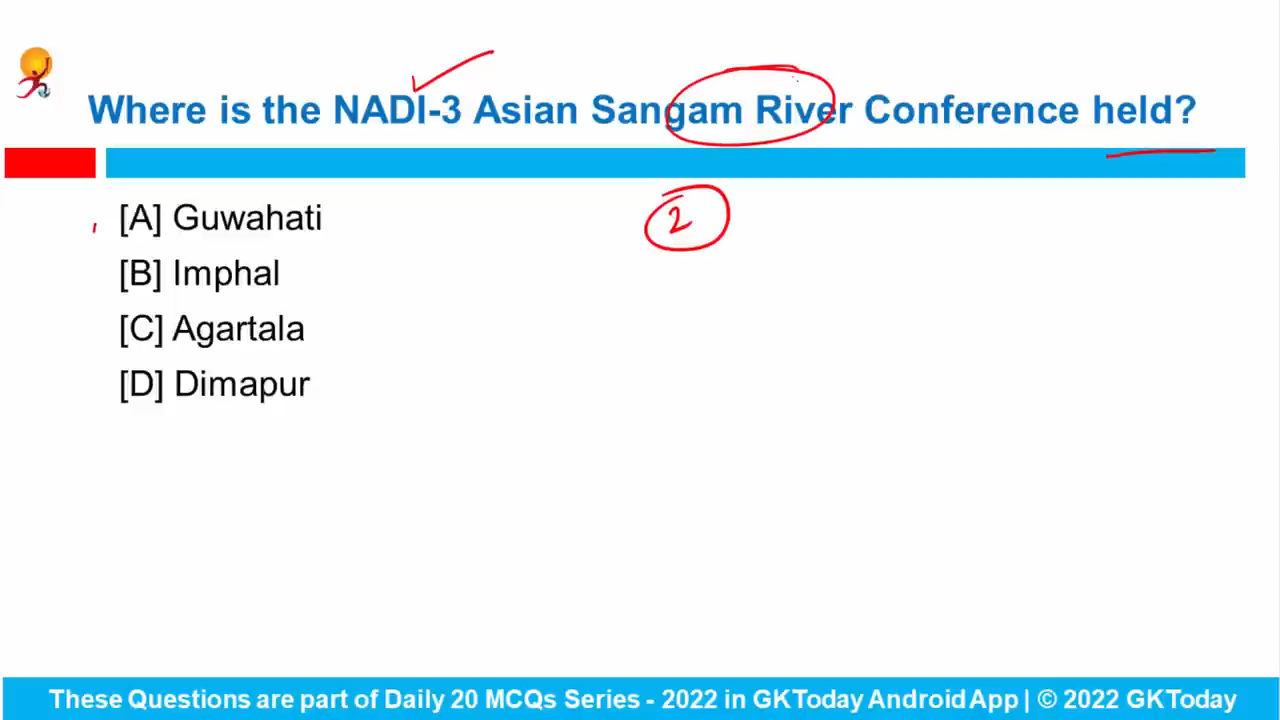 Where is the NADI-3 Asian Sangam River Conference held?
[A] Guwahati
2
[B] Imphal
[C] Agartala
[D] Dimapur
These Questions are part of Daily 20 MCQs Series - 2022 in GKToday Android App | © 2022 GKToday